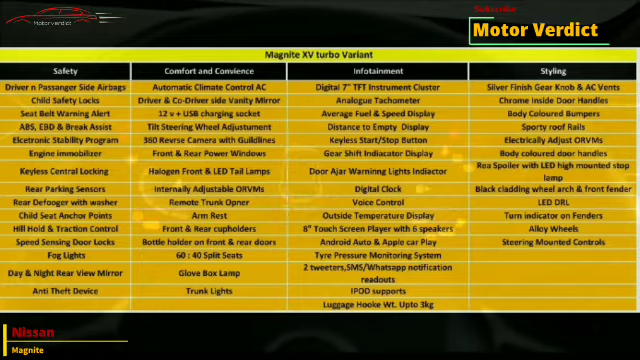 Motorverdict
Subscribe
Motor Verdict
Magnite XV turbo Variant
Safety Comfort and Convience Infotainment Styling
Driver n Passenger Side Airbags Automatic Climate Control AC Digital 7" TFT Instrument Cluster Silver Finish Gear Knob & AC Vents
Child Safety Locks Driver & Co-Driver side Vanity Mirror Analogue Tachometer Chrome Inside Door Handles
Seat Belt Warning Alert 12 v + USB charging socket Average Fuel & Speed Display Body Coloured Bumpers
ABS, EBD & Break Assist Tilt Steering Wheel Adjustument Distance to Empty Display Sporty roof Rails
Elcetronic Stability Program 360 Revrse Camera with Guildlines Keyless Start/Stop Button Electrically Adjust ORVMs
Engine immobilizer Front & Rear Power Windows Gear Shift Indiacator Display Body coloured door handles
Keyless Central Locking Halogen Front & LED Tail Lamps Door Ajar Warninng Lights Indiactor Rea Spoiler with LED high mounted stop
lamp
Rear Parking Sensors Internally Adjustable ORVMs Digital Clock Black cladding wheel arch & front fender
Rear Defooger with washer Remote Trunk Opner Voice Control LED DRL
Child Seat Anchor Points Arm Rest Outside Temperature Display Turn indicator on Fenders
Hill Hold & Traction Control Front & Rear cupholders 8" Touch Screen Player with 6 speakers Alloy Wheels
Speed Sensing Door Locks Bottle holder on front & rear doors Android Auto & Apple car Play Steering Mounted Controls
Fog Lights 60 : 40 Split Seats Tyre Pressure Monitoring System
Day & Night Rear View Mirror Glove Box Lamp 2 tweeters,SMS/Whatsapp notification
readouts
Anti Theft Device Trunk Lights IPOD supports
Luggage Hooke Wt. Upto 3kg
Nissan
Magnite